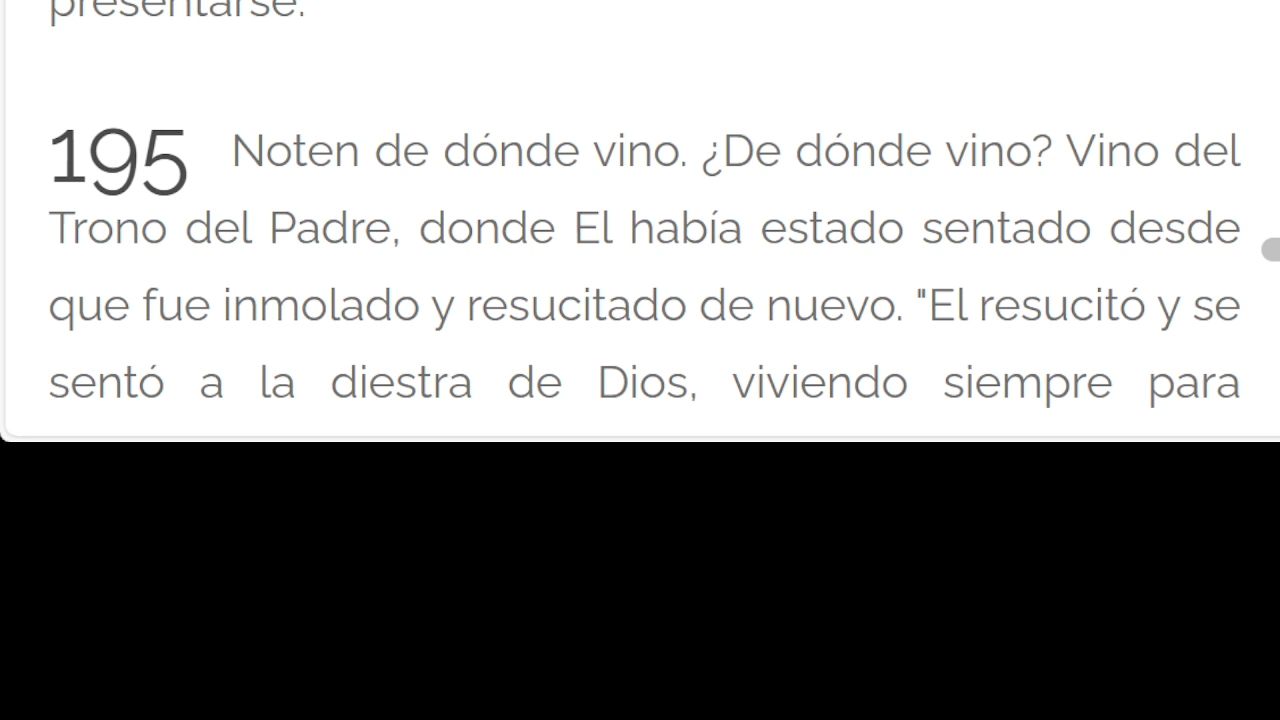 presentarse.
195 Noten de dónde vino. ¿De dónde vino? Vino del
Trono del Padre, donde El había estado sentado desde
que fue inmolado y resucitado de nuevo. "El resucitó y se
sentó a la diestra de Dios, viviendo siempre para